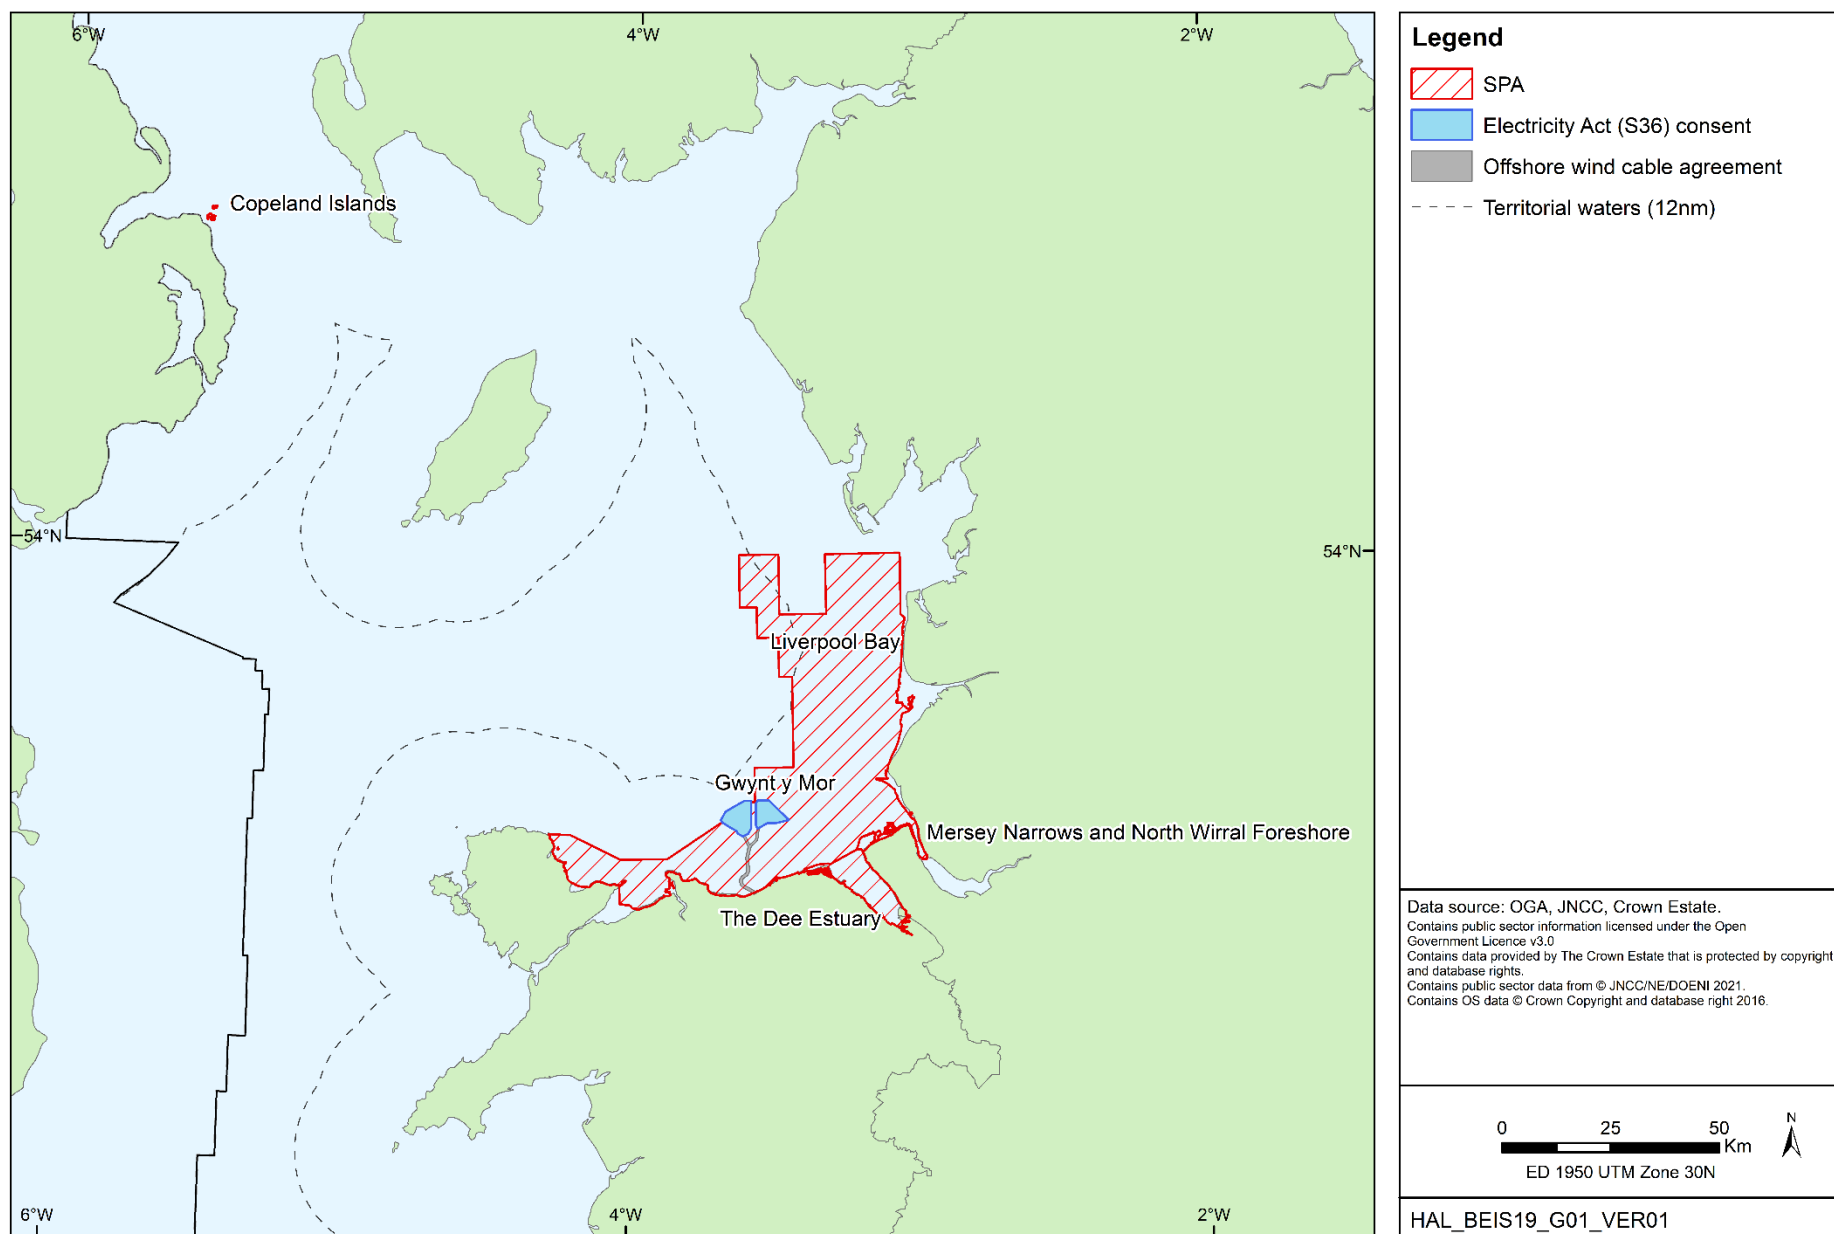 6°W
4°W
2°W
Copeland Islands
54°N
54°N
Liverpool Bay
Gwynt y Mor
Mersey Narrows and North Wirral Foreshore
The Dee Estuary
6°W
4°W
2°W
Legend
SPA
Electricity Act (S36) consent
Offshore wind cable agreement
Territorial waters (12nm)
Data source: OGA, JNCC, Crown Estate.
Contains public sector information licensed under the Open
Government Licence v3.0
Contains data provided by The Crown Estate that is protected by copyright
and database rights.
Contains public sector data from © JNCC/NE/DOENI 2021.
Contains OS data © Crown Copyright and database right 2016.
0 25 50
Km
N
ED 1950 UTM Zone 30N
HAL_BEIS19_G01_VER01